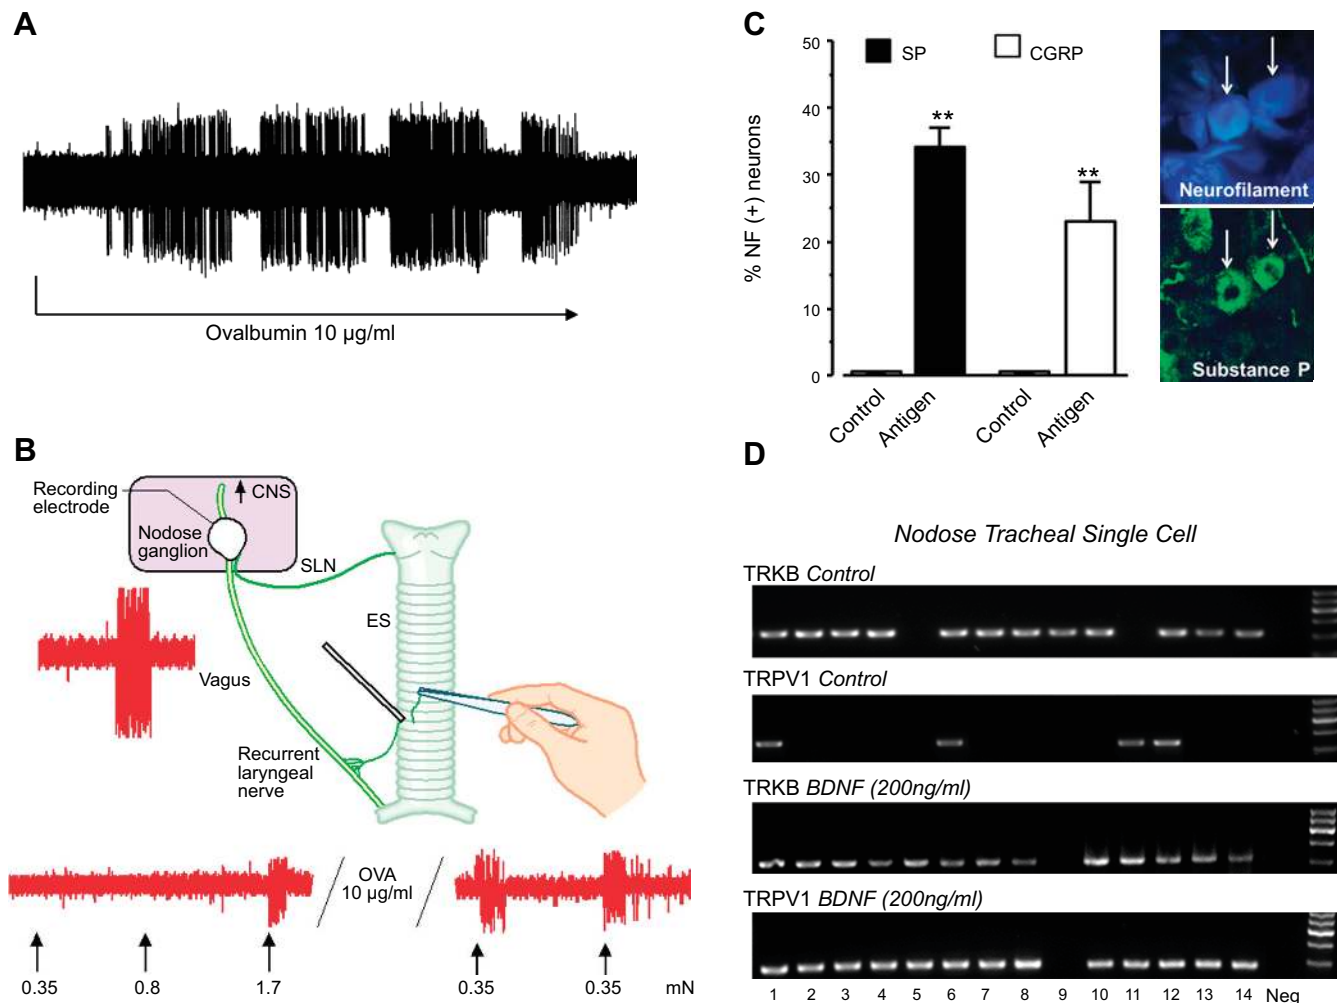 A
Ovalbumin 10 µg/ml
B
Recording
electrode
CNS
Nodose
ganglion
SLN
ES
Vagus
Recurrent
laryngeal
nerve
OVA
10 µg/ml
0.35 0.8 1.7 0.35 0.35 mN
C
50
40
30
20
10
0
% NF (+) neurons
SP
CGRP
**
**
Control
Antigen
Control
Antigen
Neurofilament
Substance P
D
Nodose Tracheal Single Cell
TRKB Control
TRPV1 Control
TRKB BDNF (200ng/ml)
TRPV1 BDNF (200ng/ml)
1 2 3 4 5 6 7 8 9 10 11 12 13 14 Neg